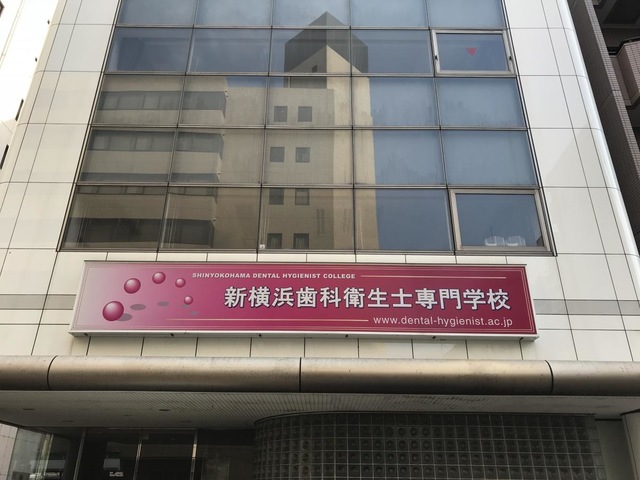 SHINYOKOHAMA DENTAL HYGIENIST COLLEGE
新横浜歯科衛生士専門学校
www.dental-hygienist.ac.jp